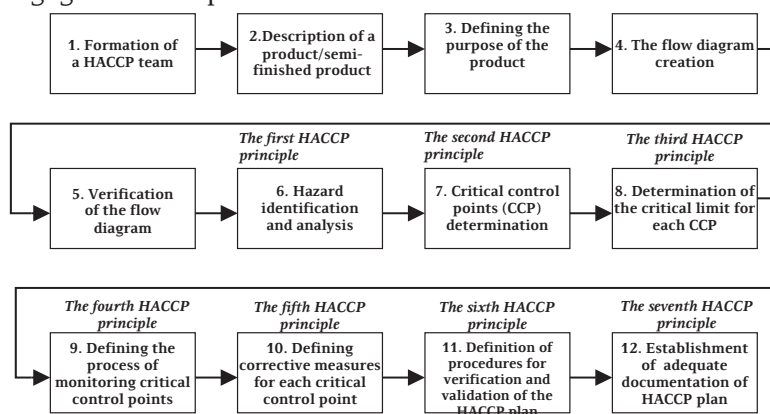 1. Formation of
a HACCP team
2.Description of a
product/semi-
finished product
3. Defining the
purpose of the
product
4. The flow diagram
creation
The first HACCP
principle
The second HACCP
principle
The third HACCP
principle
5. Verification
of the flow
diagram
6. Hazard
identification
and analysis
7. Critical control
points (CCP)
determination
8. Determination of
the critical limit for
each CCP
The fourth HACCP
principle
The fifth HACCP
principle
The sixth HACCP
principle
The seventh HACCP
principle
9. Defining the
process of
monitoring critical
control points
10. Defining
corrective measures
for each critical
control point
11. Definition of
procedures for
verification and
validation of the
HACCP plan
12. Establishment
of adequate
documentation of
HACCP plan